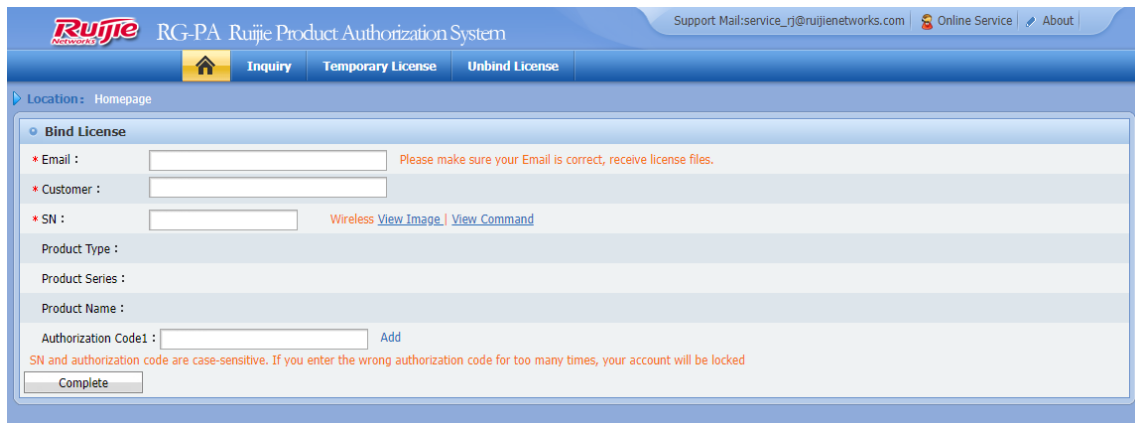 Support Mail:service_rj@ruijienetworks.com Online Service About
Ruijie Networks RG-PA Ruijie Product Authorization System
Inquiry Temporary License Unbind License
Location: Homepage
Bind License
* Email : Please make sure your Email is correct, receive license files.
* Customer :
* SN : Wireless View Image | View Command
Product Type :
Product Series :
Product Name :
Authorization Code1 : Add
SN and authorization code are case-sensitive. If you enter the wrong authorization code for too many times, your account will be locked
Complete